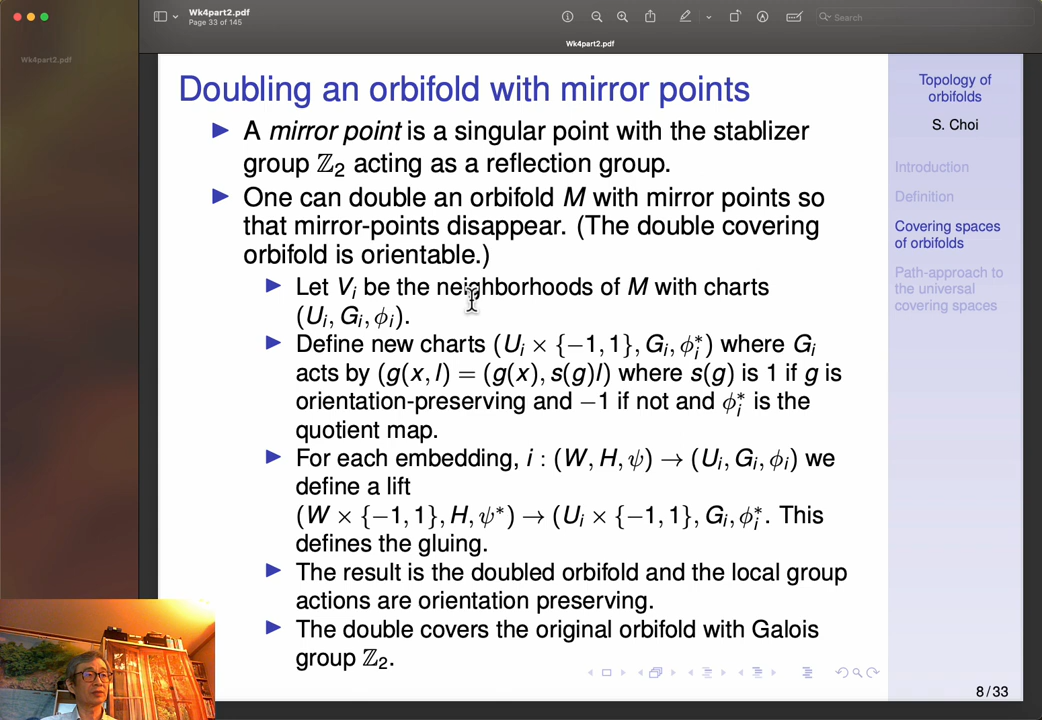 Wk4part2.pdf
Page 33 of 145
Search
Wk4part2.pdf
Wk4part2.pdf
Doubling an orbifold with mirror points
▶ A mirror point is a singular point with the stablizer
group ℤ₂ acting as a reflection group.
▶ One can double an orbifold M with mirror points so
that mirror-points disappear. (The double covering
orbifold is orientable.)
▶ Let Vᵢ be the neighborhoods of M with charts
(Uᵢ, Gᵢ, ϕᵢ).
▶ Define new charts (Uᵢ × {−1, 1}, Gᵢ, ϕᵢ*) where Gᵢ
acts by (g(x, l) = (g(x), s(g)l) where s(g) is 1 if g is
orientation-preserving and −1 if not and ϕᵢ* is the
quotient map.
▶ For each embedding, i : (W, H, ψ) → (Uᵢ, Gᵢ, ϕᵢ) we
define a lift
(W × {−1, 1}, H, ψ*) → (Uᵢ × {−1, 1}, Gᵢ, ϕᵢ*. This
defines the gluing.
▶ The result is the doubled orbifold and the local group
actions are orientation preserving.
▶ The double covers the original orbifold with Galois
group ℤ₂.
Topology of
orbifolds
S. Choi
Introduction
Definition
Covering spaces
of orbifolds
Path-approach to
the universal
covering spaces
8/33